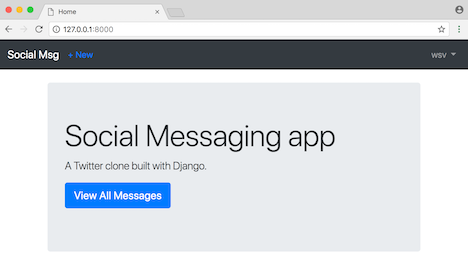 Home
127.0.0.1:8000
Social Msg + New wsv
Social Messaging app
A Twitter clone built with Django.
View All Messages